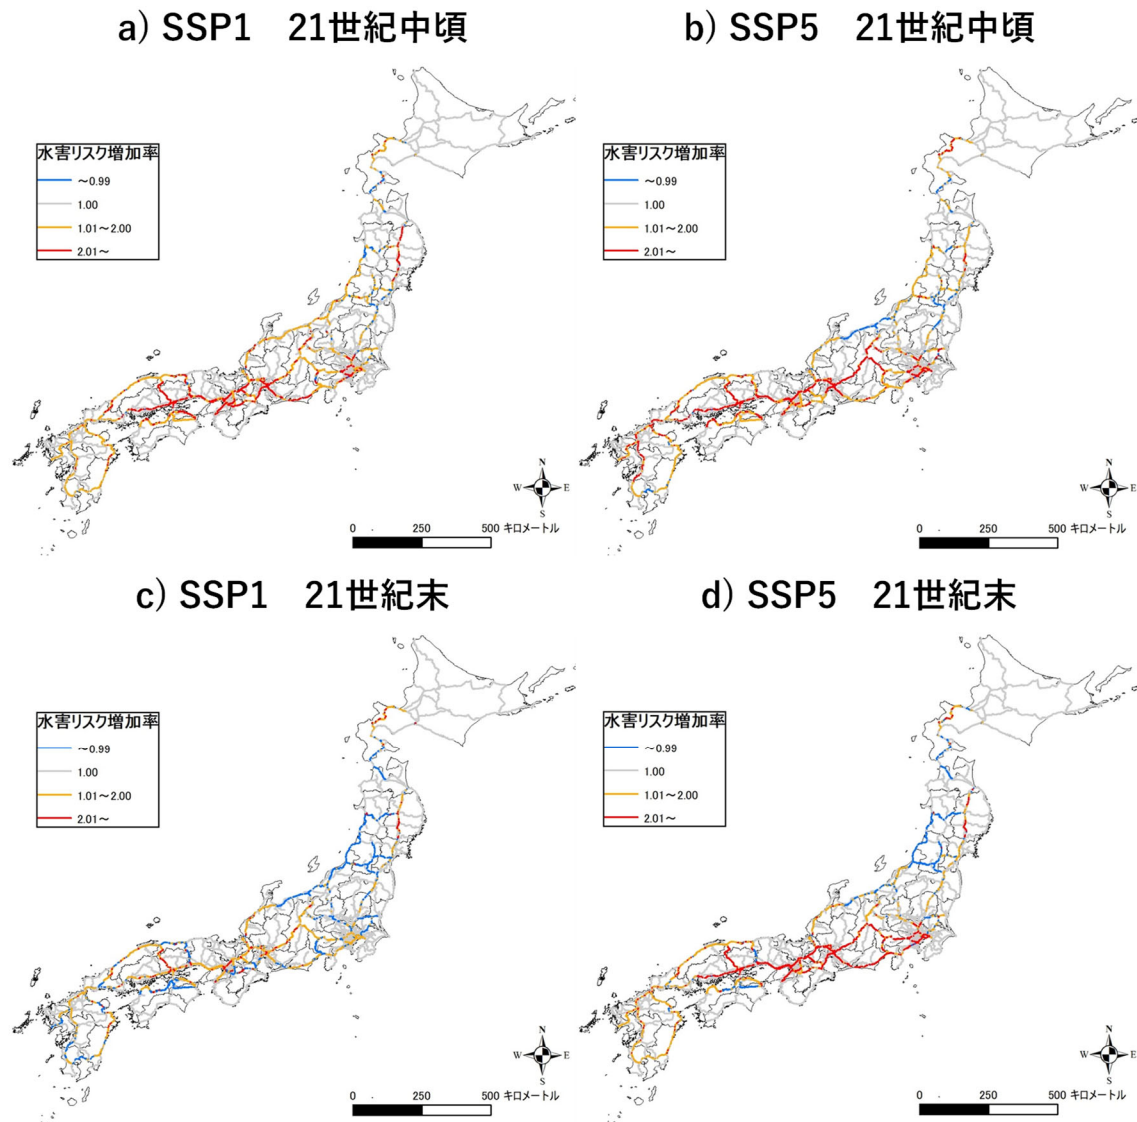 a) SSP1　21世紀中頃
水害リスク増加率
～0.99
1.00
1.01～2.00
2.01～
N
W E
S
0 250 500 キロメートル
b) SSP5　21世紀中頃
水害リスク増加率
～0.99
1.00
1.01～2.00
2.01～
N
W E
S
0 250 500 キロメートル
c) SSP1　21世紀末
水害リスク増加率
～0.99
1.00
1.01～2.00
2.01～
N
W E
S
0 250 500 キロメートル
d) SSP5　21世紀末
水害リスク増加率
～0.99
1.00
1.01～2.00
2.01～
N
W E
S
0 250 500 キロメートル